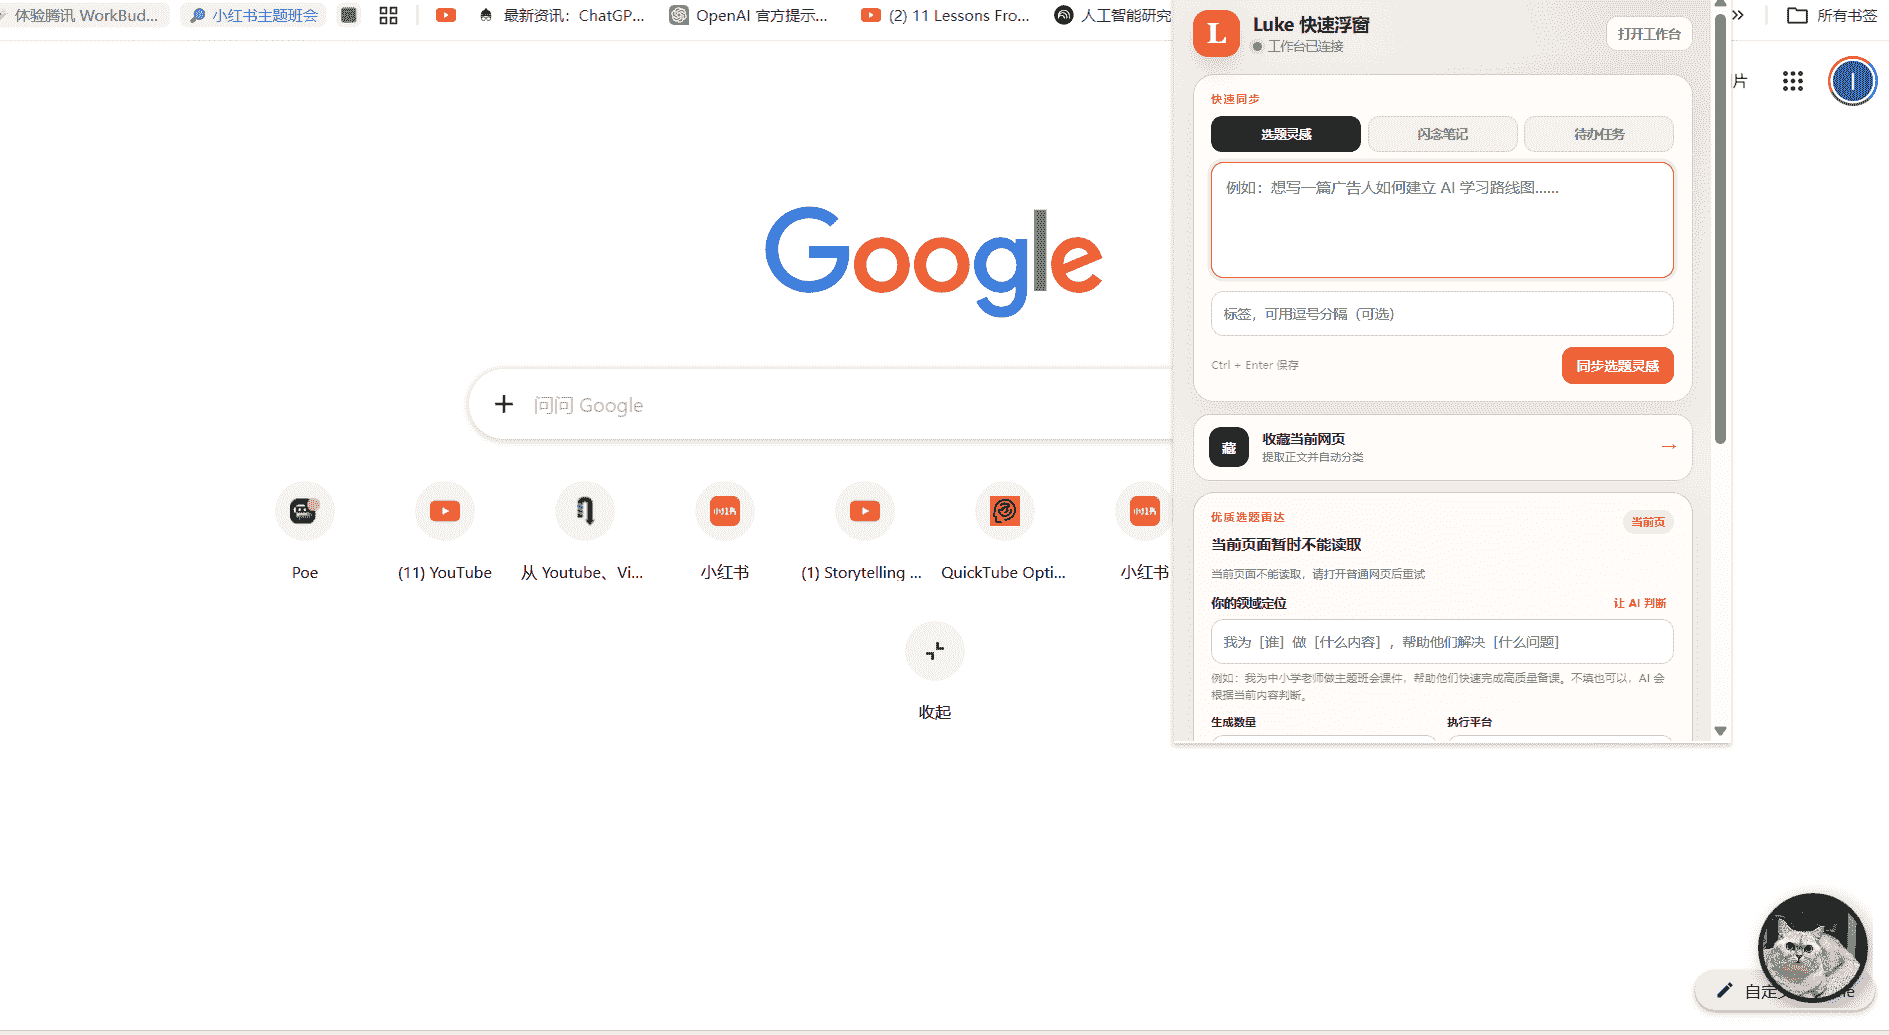 体验腾讯 WorkBud...
小红书主题班会
最新资讯：ChatGP...
OpenAI 官方提示...
(2) 11 Lessons Fro...
人工智能研究
»
所有书签
片
Google
+ 问问 Google
Poe
(11) YouTube
从 Youtube、Vi...
小红书
小红书
(1) Storytelling ...
QuickTube Opti...
小红书
小红书
收起
L
Luke 快速浮窗
工作台已连接
打开工作台
快速同步
选题灵感
闪念笔记
待办任务
例如：想写一篇广告人如何建立 AI 学习路线图......
标签，可用逗号分隔（可选）
Ctrl + Enter 保存
同步选题灵感
藏
收藏当前网页
提取正文并自动分类
→
优质选题雷达
当前页
当前页面暂时不能读取
当前页面不能读取，请打开普通网页后重试
你的领域定位
让 AI 判断
我为［谁］做［什么内容］，帮助他们解决［什么问题］
例如：我为中小学老师做主题班会课件，帮助他们快速完成高质量备课。不填也可以，AI 会
根据当前内容判断。
生成数量
执行平台
自定